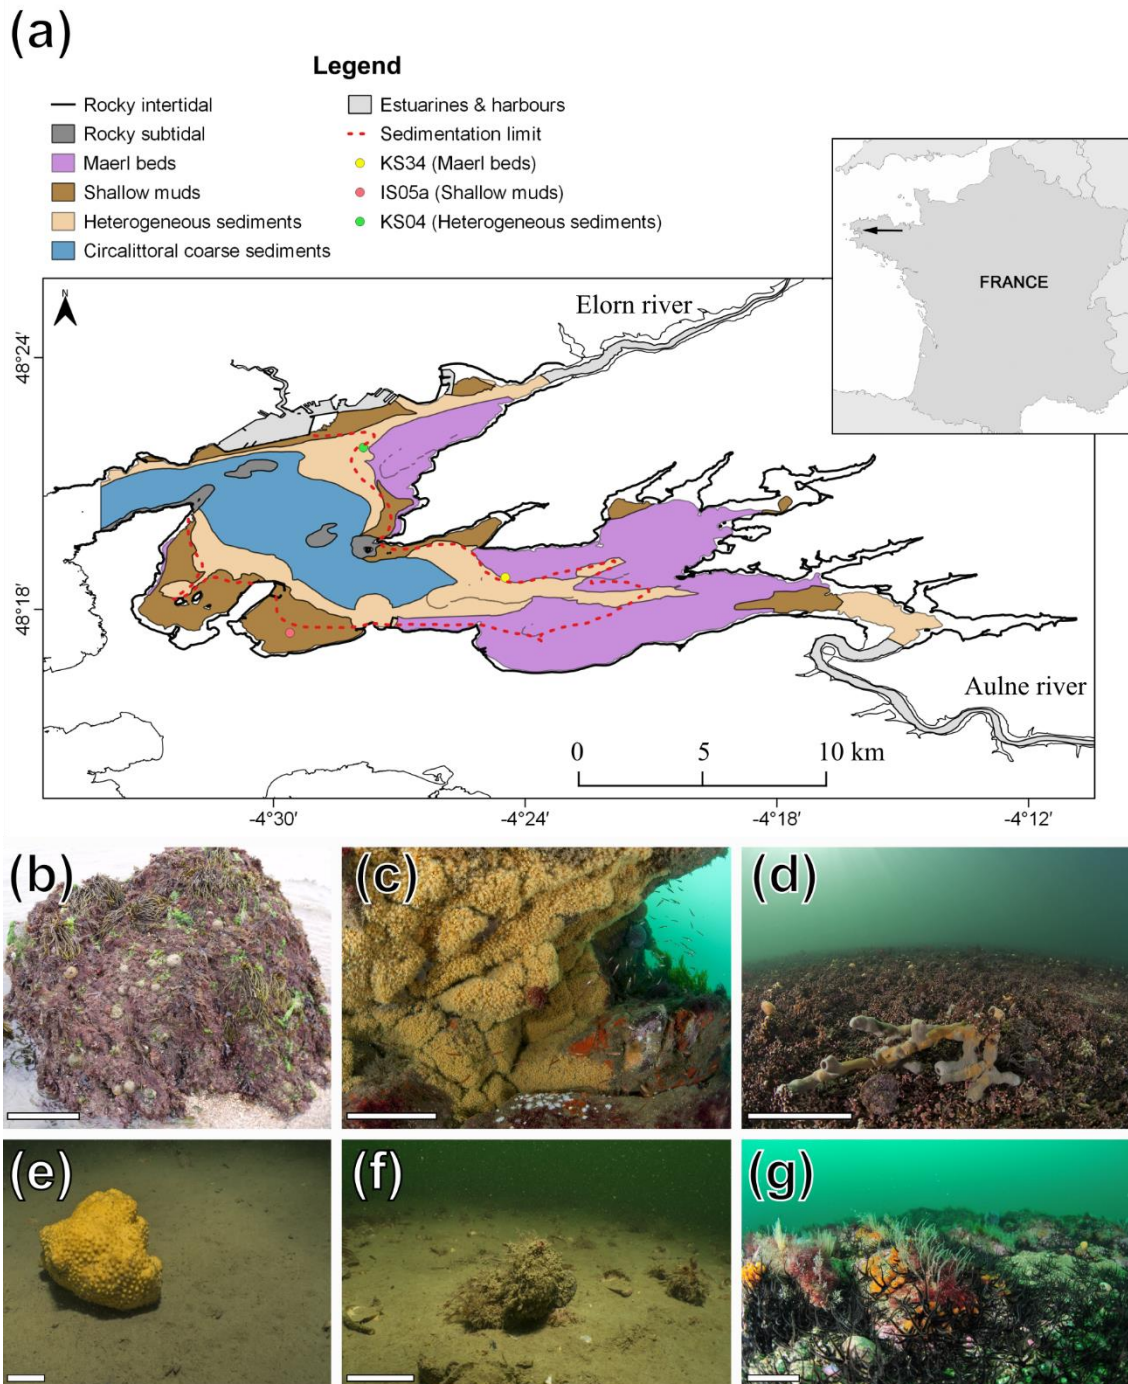 (a)
Legend
Rocky intertidal
Rocky subtidal
Maerl beds
Shallow muds
Heterogeneous sediments
Circalittoral coarse sediments
Estuarines & harbours
Sedimentation limit
KS34 (Maerl beds)
IS05a (Shallow muds)
KS04 (Heterogeneous sediments)
FRANCE
N
Elorn river
48°24'
48°18'
Aulne river
0 5 10 km
-4°30' -4°24' -4°18' -4°12'
(b) (c) (d)
(e) (f) (g)